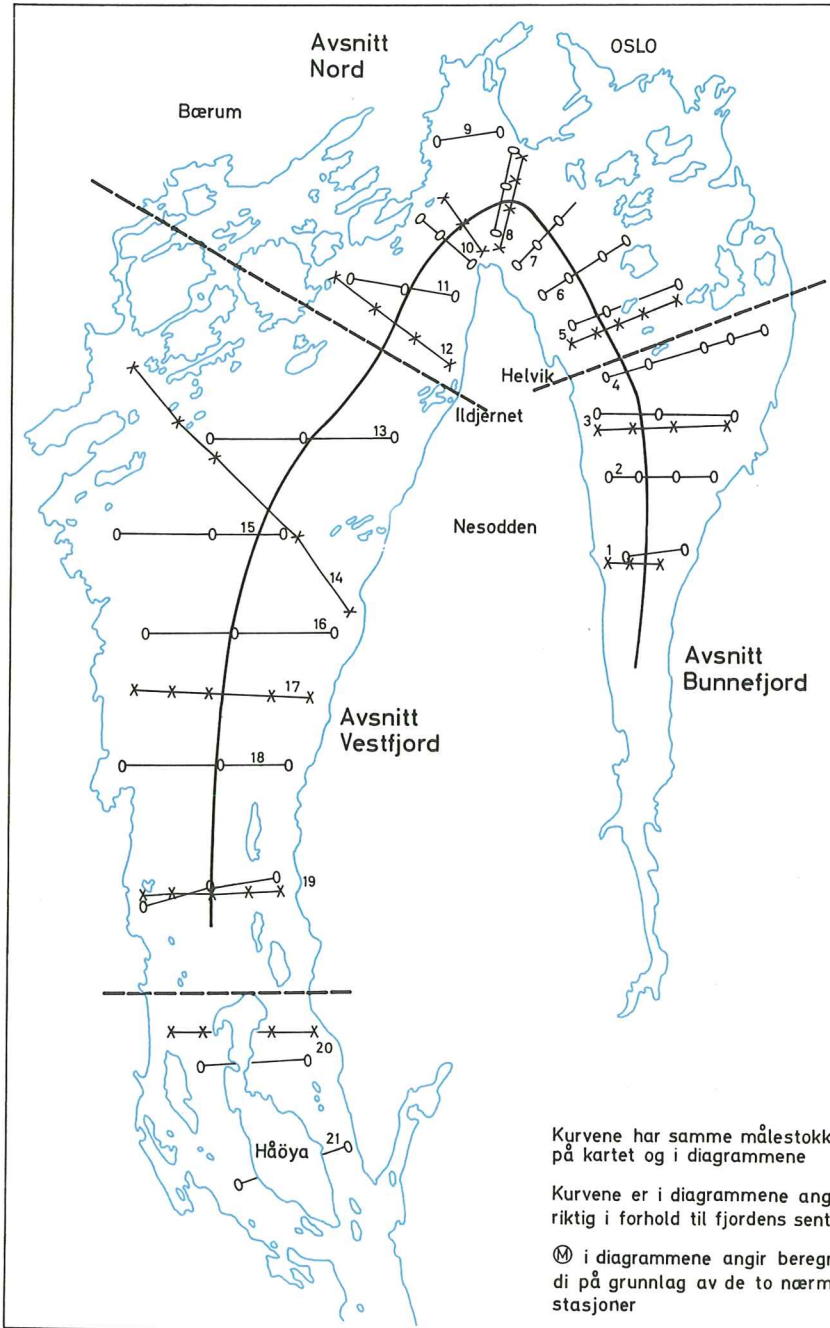 Avsnitt
Nord
OSLO
Bærum
9
8
10
7
11
6
5
12
Helvik
4
Ildjernet
13
3
2
Nesodden
15
1
14
16
Avsnitt
Bunnefjord
17
Avsnitt
Vestfjord
18
19
20
21
Håöya
Kurvene har samme målestokk
på kartet og i diagrammene
Kurvene er i diagrammene ang
riktig i forhold til fjordens sent
Ⓜ i diagrammene angir beregn
di på grunnlag av de to nærm
stasjoner